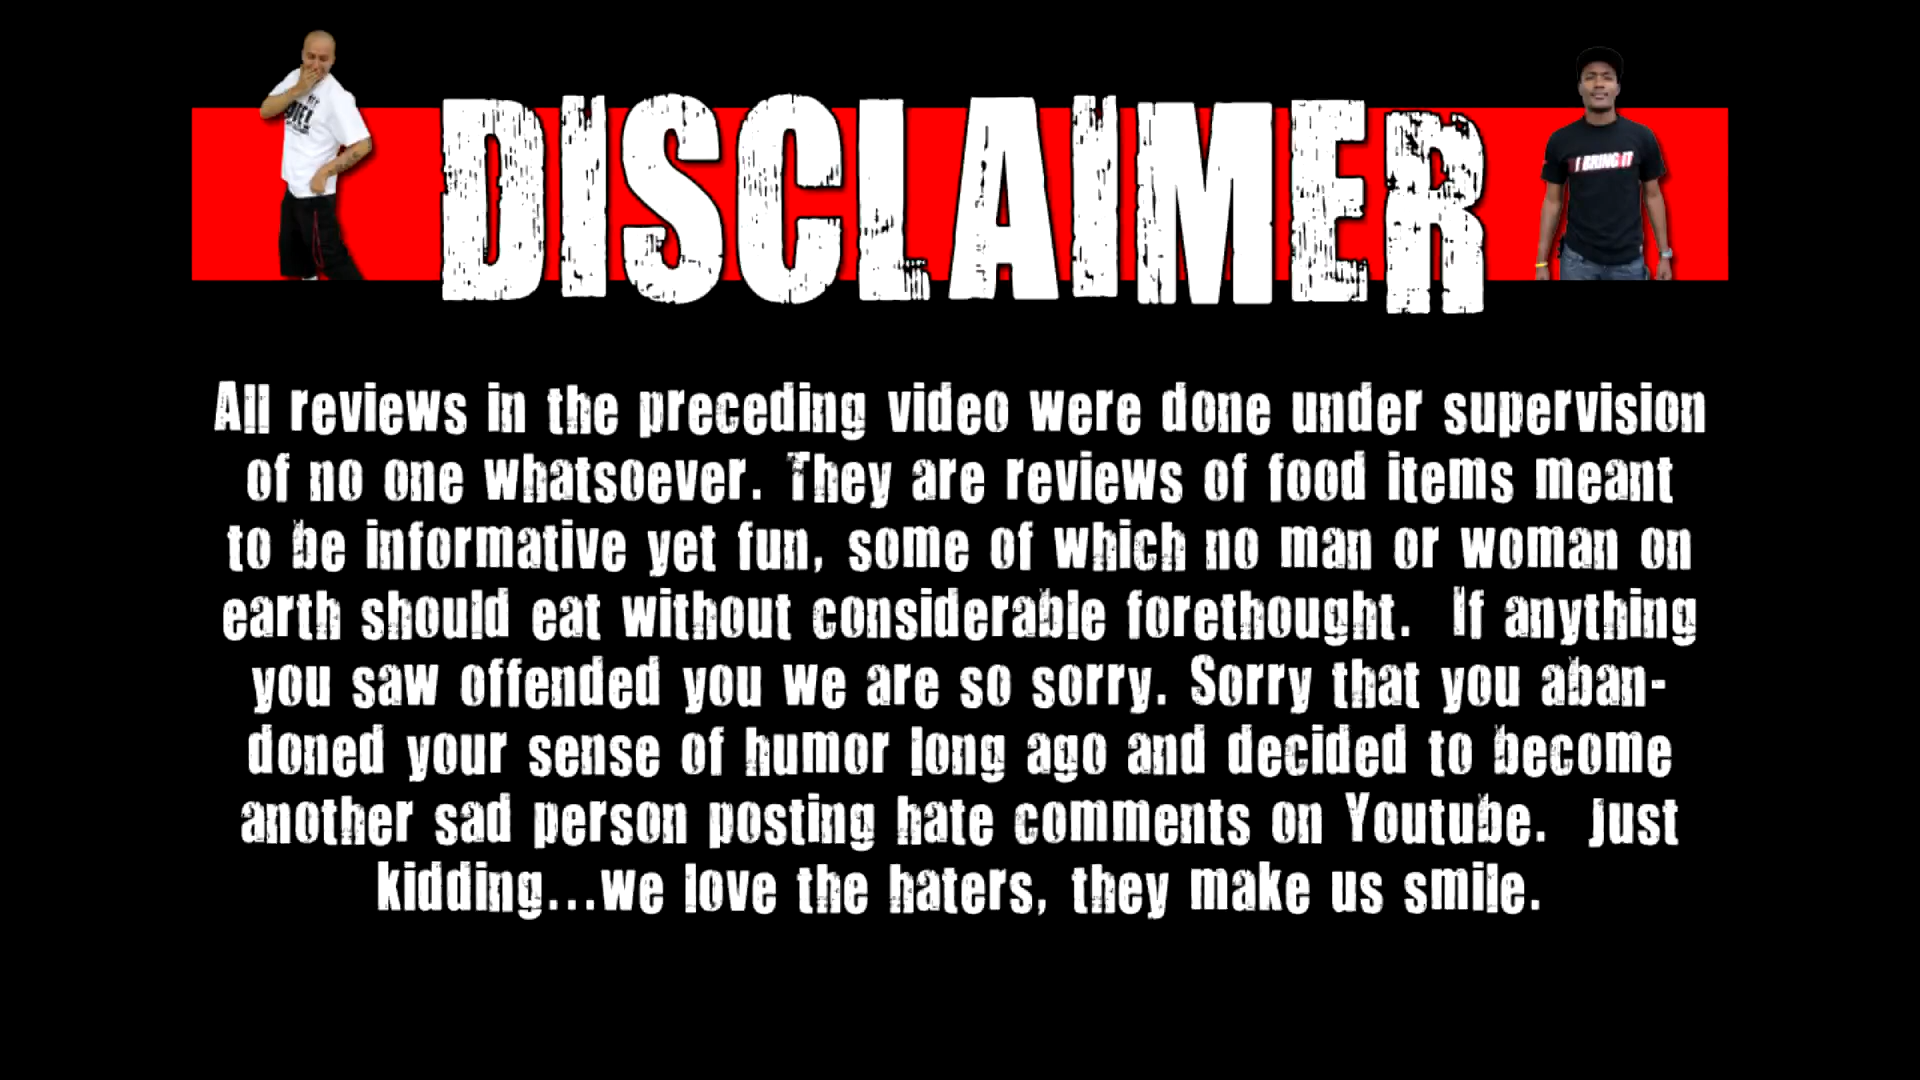 DISCLAIMER
I BRING IT
All reviews in the preceding video were done under supervision
of no one whatsoever. They are reviews of food items meant
to be informative yet fun, some of which no man or woman on
earth should eat without considerable forethought. If anything
you saw offended you we are so sorry. Sorry that you aban-
doned your sense of humor long ago and decided to become
another sad person posting hate comments on Youtube. Just
kidding...we love the haters, they make us smile.